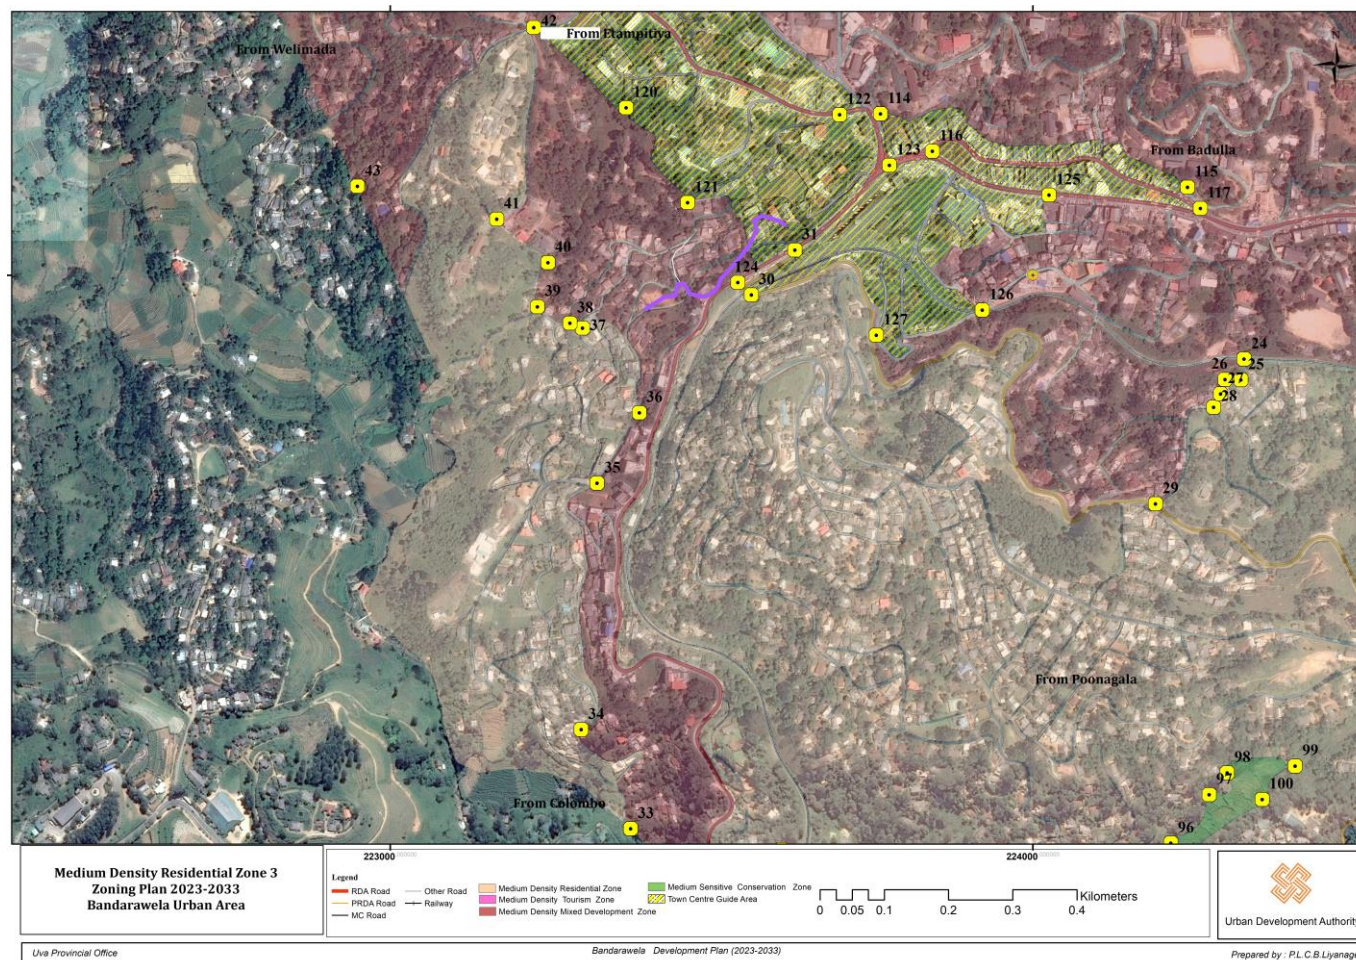 42
From Etampitiya
From Welimada
N
120
122
114
116
From Badulla
123
43
115
121
125
117
41
31
40
124
30
39
126
38
37
127
24
26
25
27
28
36
35
29
From Poonagala
34
99
98
97
100
From Colombo
33
96
223000
224000
Medium Density Residential Zone 3
Zoning Plan 2023-2033
Bandarawela Urban Area
Legend
RDA Road
PRDA Road
MC Road
Other Road
Railway
Medium Density Residential Zone
Medium Density Tourism Zone
Medium Density Mixed Development Zone
Medium Sensitive Conservation Zone
Town Centre Guide Area
0 0.05 0.1 0.2 0.3 0.4
Kilometers
Urban Development Authority
Uva Provincial Office
Bandarawela Development Plan (2023-2033)
Prepared by : P.L.C.B.Liyanage